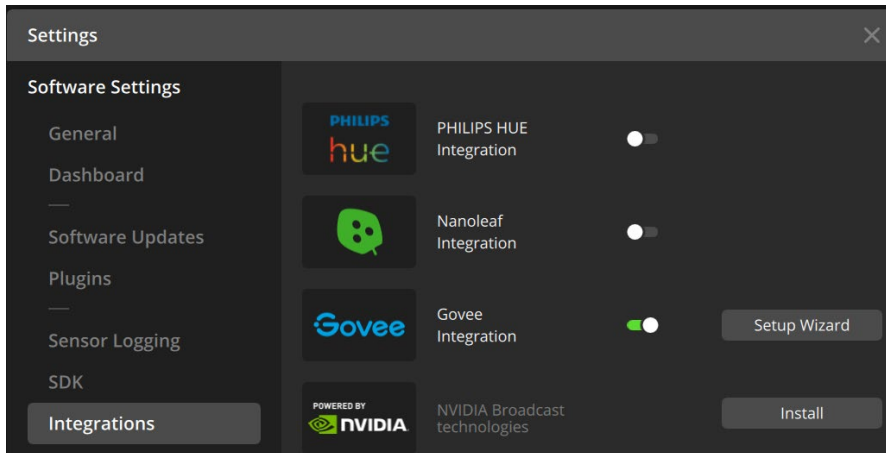 Settings
Software Settings
General
Dashboard
Software Updates
Plugins
Sensor Logging
SDK
Integrations
PHILIPS
hue
PHILIPS HUE
Integration
Nanoleaf
Integration
Govee
Govee
Integration
Setup Wizard
POWERED BY
NVIDIA
NVIDIA Broadcast
technologies
Install